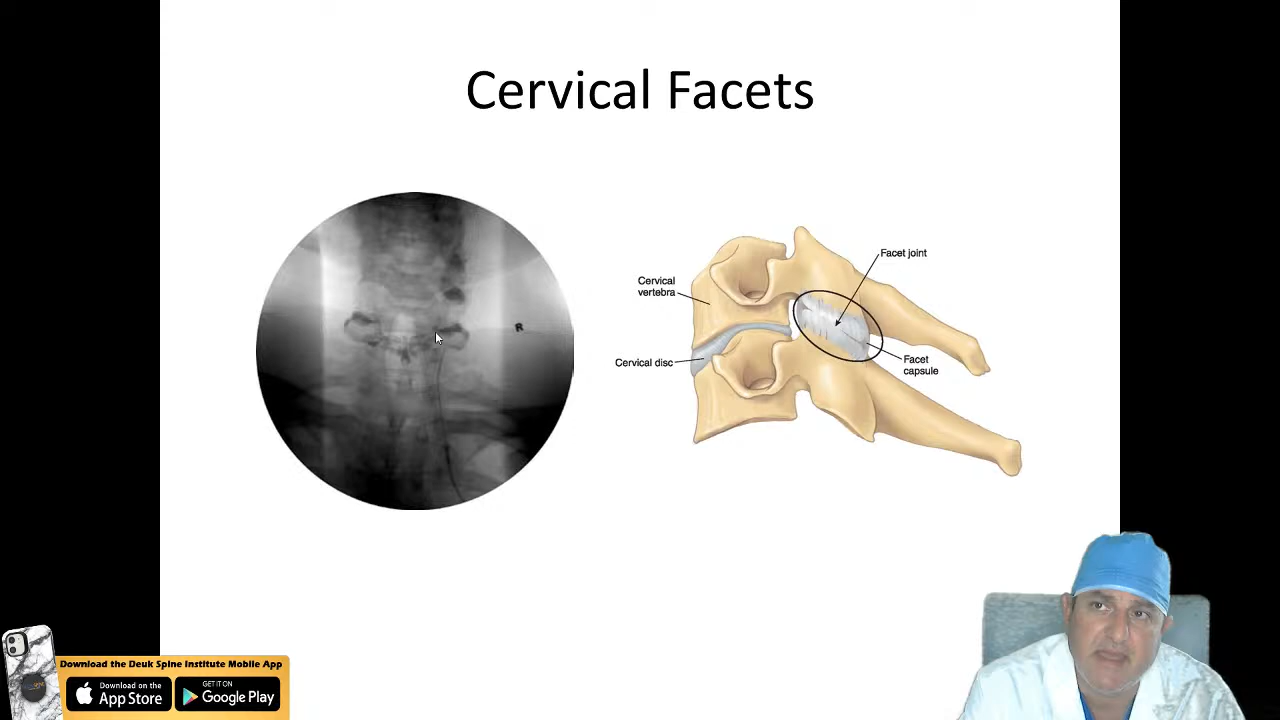 Cervical Facets
R
Cervical
vertebra
Facet joint
Cervical disc
Facet
capsule
Download the Deuk Spine Institute Mobile App
Download on the
App Store
GET IT ON
Google Play